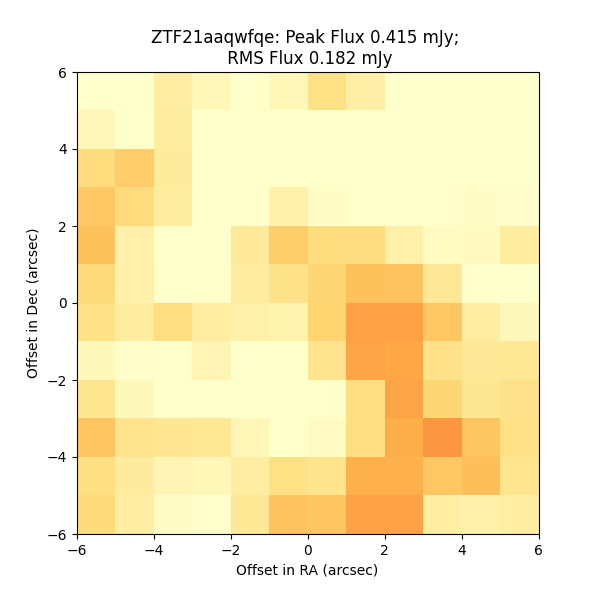 ZTF21aaqwfqe: Peak Flux 0.415 mJy;
RMS Flux 0.182 mJy
6
4
2
0
−2
−4
−6
Offset in Dec (arcsec)
−6 −4 −2 0 2 4 6
Offset in RA (arcsec)